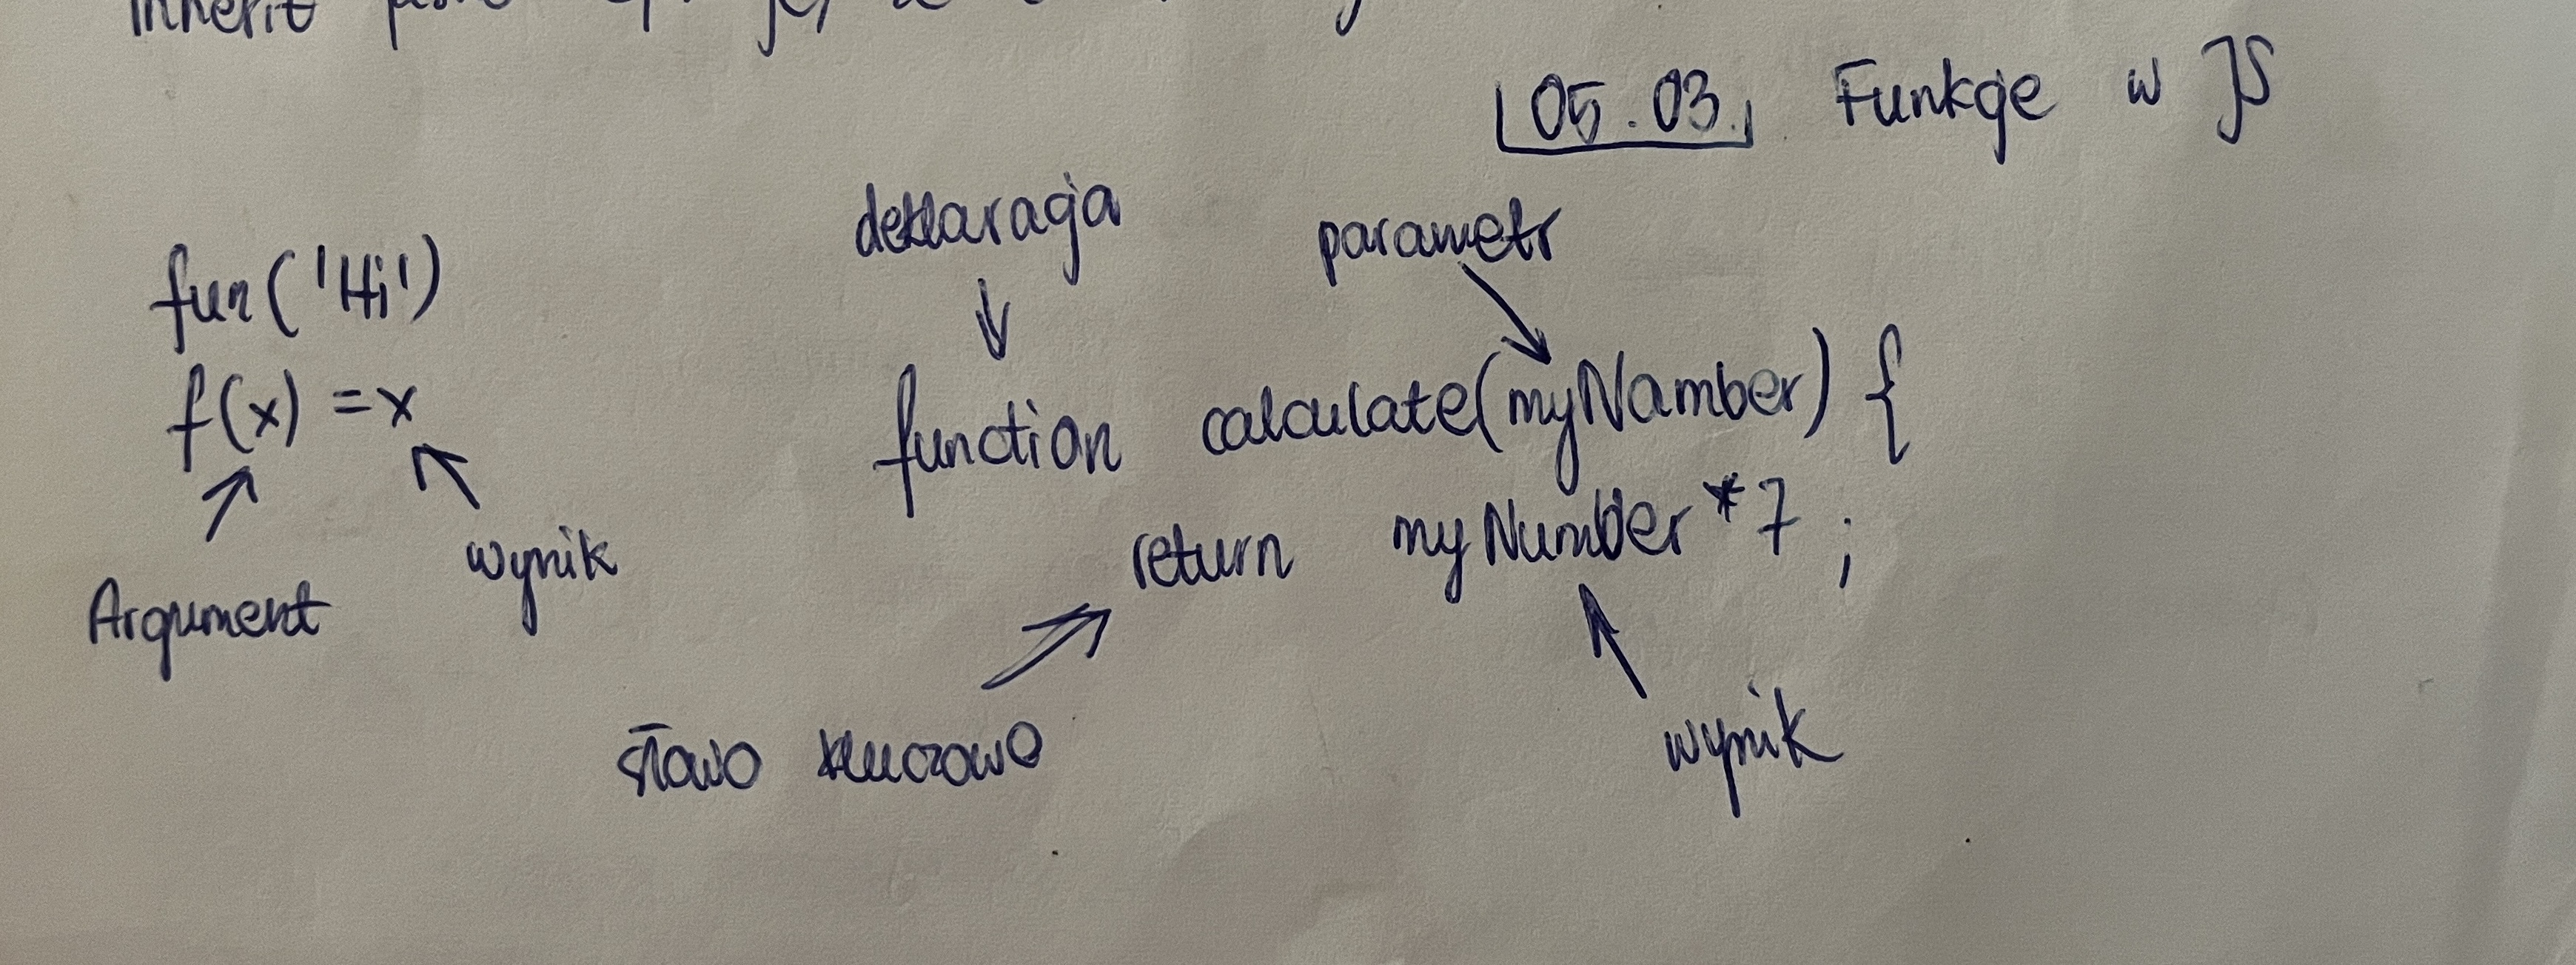 inherit
05.03. Funkcje w JS
deklaracja
parametr
fun('Hi')
f(x) = x
function calculate(myNamber) {
return myNumber * 7 ;
Argument
wynik
słowo kluczowe
wynik